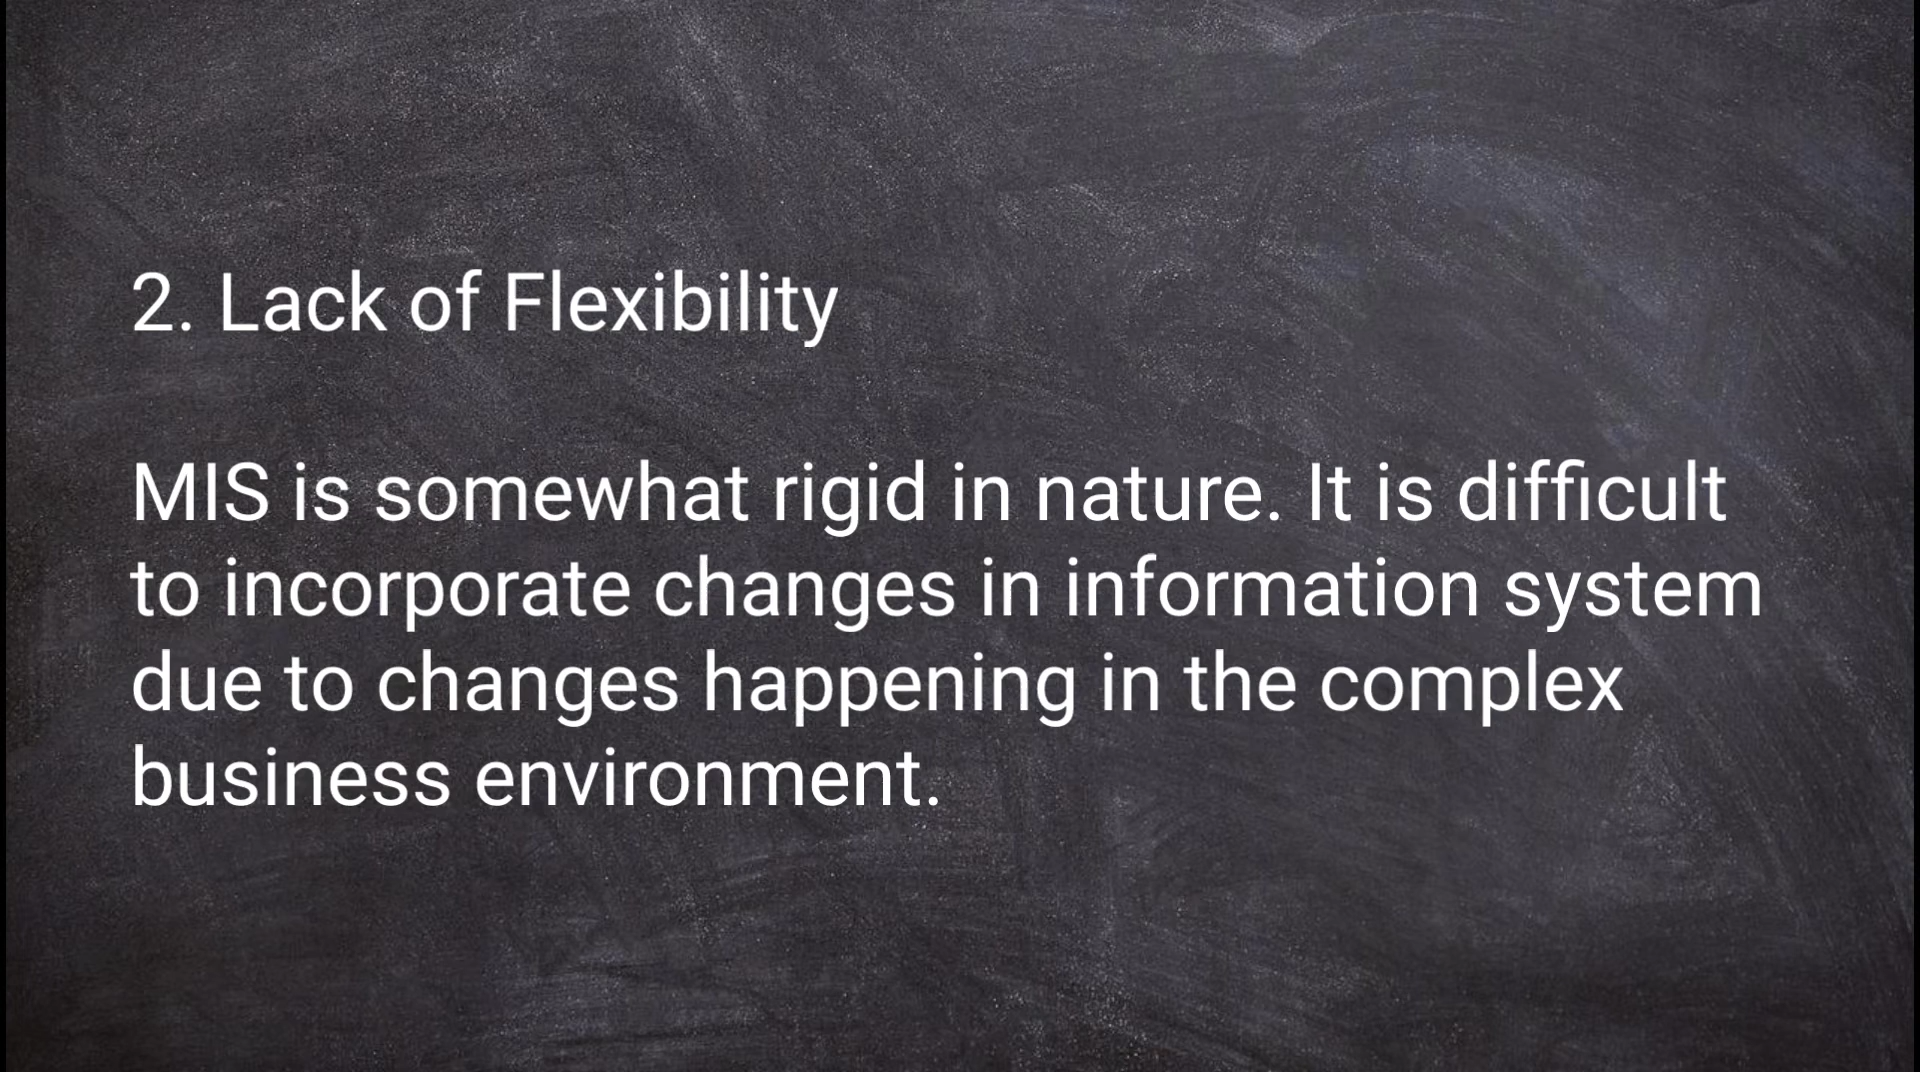 2. Lack of Flexibility
MIS is somewhat rigid in nature. It is difficult
to incorporate changes in information system
due to changes happening in the complex
business environment.